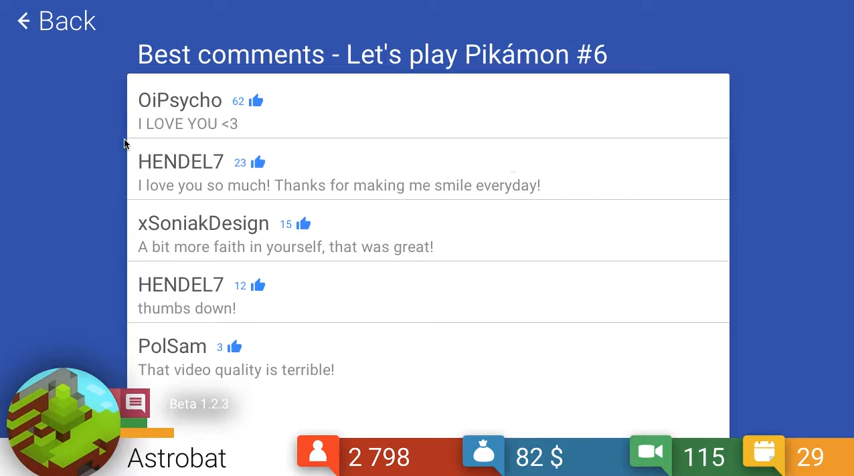 Back
Best comments - Let's play Pikámon #6
OiPsycho 62
I LOVE YOU <3
HENDEL7 23
I love you so much! Thanks for making me smile everyday!
xSoniakDesign 15
A bit more faith in yourself, that was great!
HENDEL7 12
thumbs down!
PolSam 3
That video quality is terrible!
Beta 1.2.3
Astrobat 2 798 82 $ 115 29